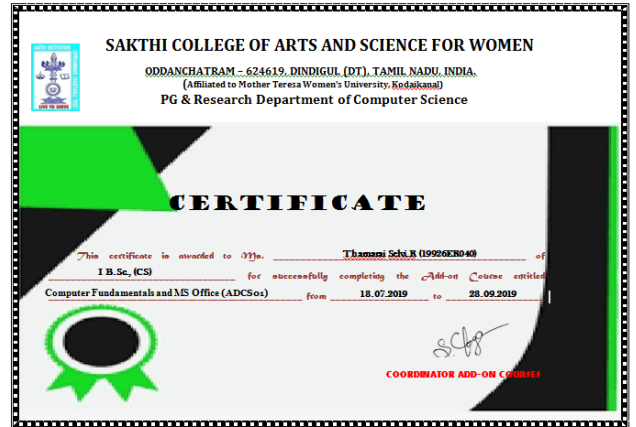 SAKTHI COLLEGE OF ARTS AND SCIENCE FOR WOMEN
ODDANCHATRAM – 624619, DINDIGUL (DT), TAMIL NADU, INDIA.
(Affiliated to Mother Teresa Women's University, Kodaikanal)
PG & Research Department of Computer Science
LIVE TO SERVE
CERTIFICATE
This certificate is awarded to Ms. Thamarai Selvi.R (19926ER040) of
I B.Sc., (CS) for successfully completing the Add-on Course entitled
Computer Fundamentals and MS Office (ADCS01) from 18.07.2019 to 28.09.2019
COORDINATOR ADD-ON COURSES